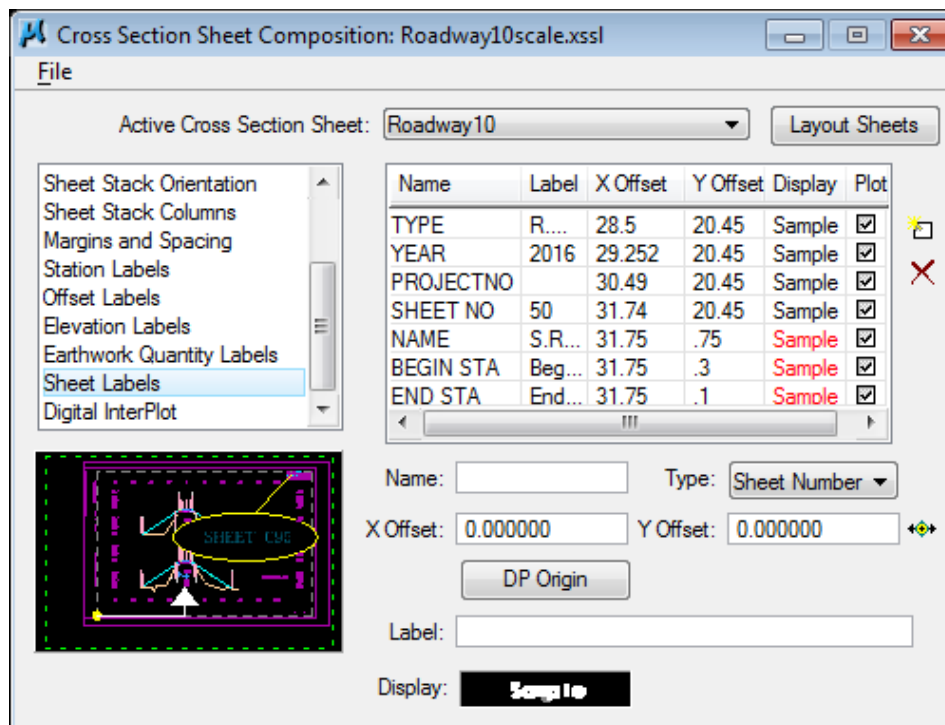 Cross Section Sheet Composition: Roadway10scale.xssl
File
Active Cross Section Sheet: Roadway10 Layout Sheets
Sheet Stack Orientation
Sheet Stack Columns
Margins and Spacing
Station Labels
Offset Labels
Elevation Labels
Earthwork Quantity Labels
Sheet Labels
Digital InterPlot
Name Label X Offset Y Offset Display Plot
TYPE R.... 28.5 20.45 Sample
YEAR 2016 29.252 20.45 Sample
PROJECTNO 30.49 20.45 Sample
SHEET NO 50 31.74 20.45 Sample
NAME S.R... 31.75 .75 Sample
BEGIN STA Beg... 31.75 .3 Sample
END STA End... 31.75 .1 Sample
SHEET C95
Name: Type: Sheet Number
X Offset: 0.000000 Y Offset: 0.000000
DP Origin
Label:
Display: Sample